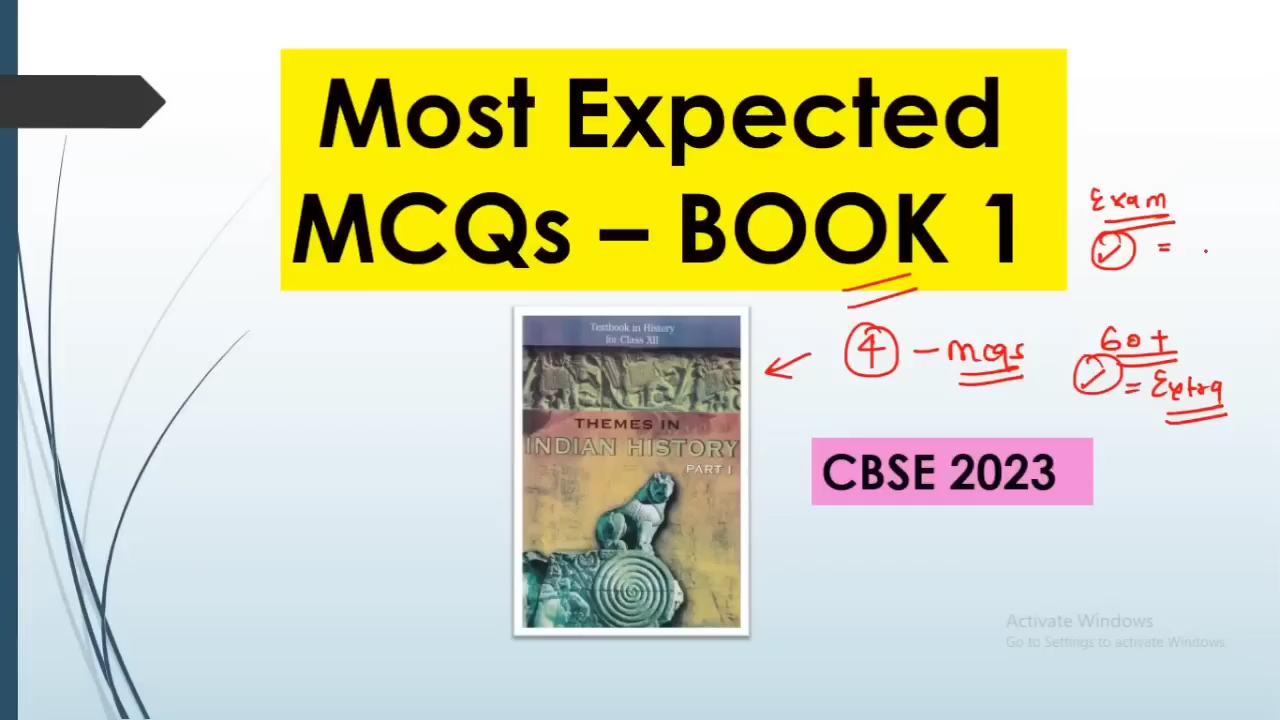 Most Expected
MCQs – BOOK 1
Exam
=
Textbook in History
for Class XII
THEMES IN
INDIAN HISTORY
PART I
4 – mcqs
60+
= Extra
CBSE 2023
Activate Windows
Go to Settings to activate Windows.